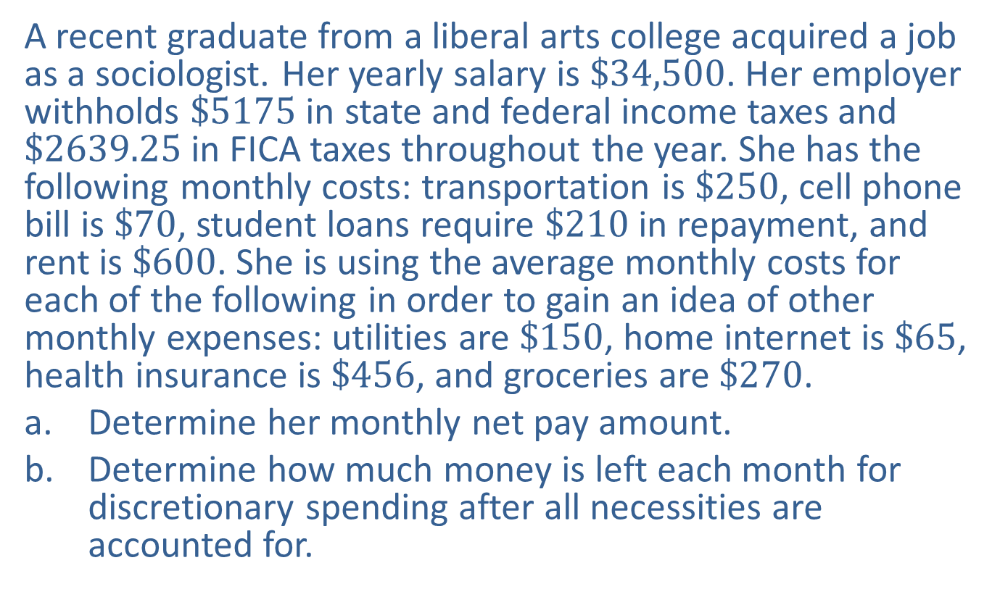 A recent graduate from a liberal arts college acquired a job
as a sociologist. Her yearly salary is $34,500. Her employer
withholds $5175 in state and federal income taxes and
$2639.25 in FICA taxes throughout the year. She has the
following monthly costs: transportation is $250, cell phone
bill is $70, student loans require $210 in repayment, and
rent is $600. She is using the average monthly costs for
each of the following in order to gain an idea of other
monthly expenses: utilities are $150, home internet is $65,
health insurance is $456, and groceries are $270.
a. Determine her monthly net pay amount.
b. Determine how much money is left each month for
discretionary spending after all necessities are
accounted for.